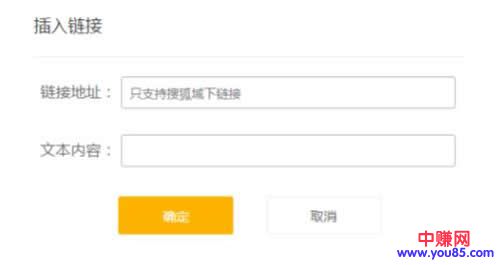 插入链接
链接地址： 只支持搜狐域下链接
文本内容：
确定 取消
中赚网
www.you85.com